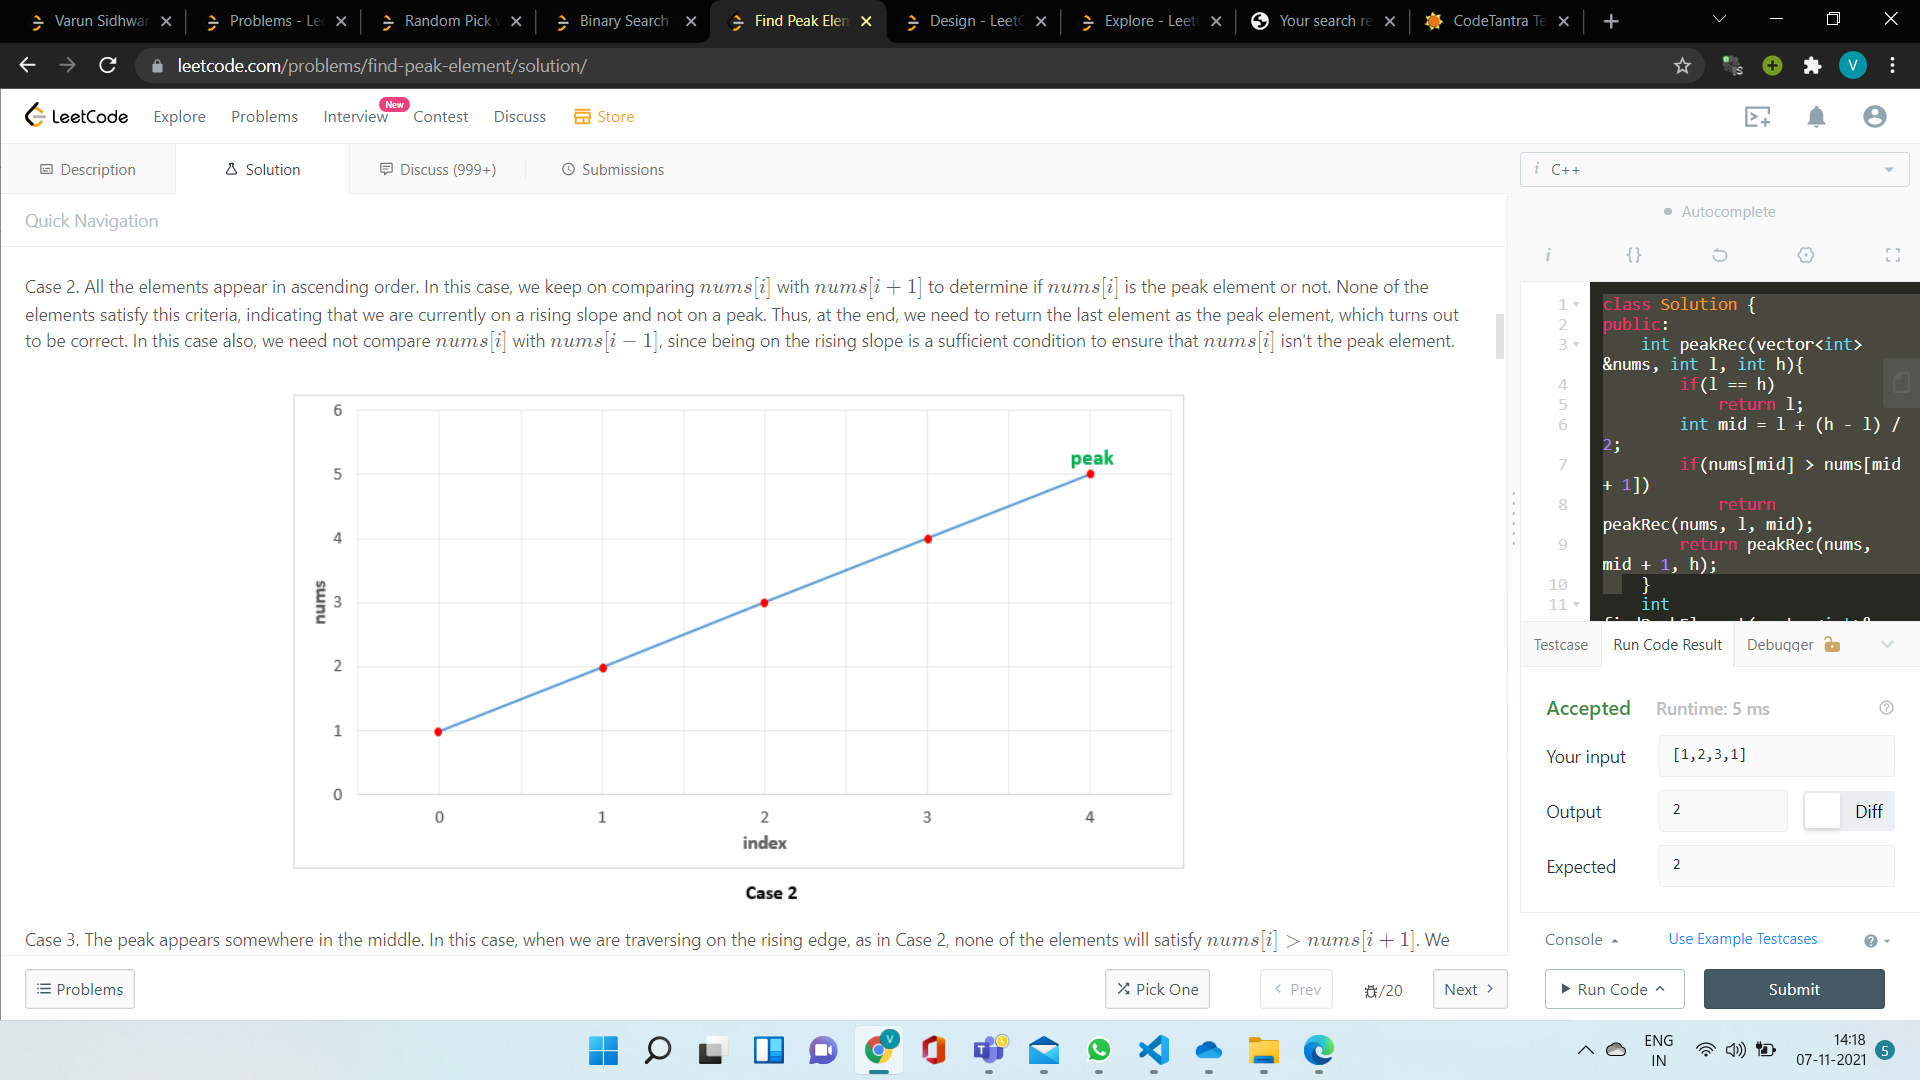 Varun Sidhwar
Problems - Lee
Random Pick w
Binary Search
Find Peak Elem
Design - LeetC
Explore - Leet
Your search re
CodeTantra Te
leetcode.com/problems/find-peak-element/solution/
V
LeetCode
Explore
Problems
Interview
New
Contest
Discuss
Store
Description
Solution
Discuss (999+)
Submissions
i C++
Quick Navigation
Autocomplete
i {}
Case 2. All the elements appear in ascending order. In this case, we keep on comparing nums[i] with nums[i + 1] to determine if nums[i] is the peak element or not. None of the
elements satisfy this criteria, indicating that we are currently on a rising slope and not on a peak. Thus, at the end, we need to return the last element as the peak element, which turns out
to be correct. In this case also, we need not compare nums[i] with nums[i − 1], since being on the rising slope is a sufficient condition to ensure that nums[i] isn't the peak element.
6
5
4
3
2
1
0
nums
peak
0 1 2 3 4
index
Case 2
Case 3. The peak appears somewhere in the middle. In this case, when we are traversing on the rising edge, as in Case 2, none of the elements will satisfy nums[i] > nums[i + 1]. We
1 class Solution {
2 public:
3 int peakRec(vector<int>
&nums, int l, int h){
4 if(l == h)
5 return l;
6 int mid = l + (h - l) /
2;
7 if(nums[mid] > nums[mid
+ 1])
8 return
peakRec(nums, l, mid);
9 return peakRec(nums,
mid + 1, h);
10 }
11 int
Testcase
Run Code Result
Debugger
Accepted
Runtime: 5 ms
Your input
[1,2,3,1]
Output
2
Diff
Expected
2
Console
Use Example Testcases
Problems
Pick One
Prev
/20
Next
Run Code
Submit
V
ENG
IN
14:18
07-11-2021
5